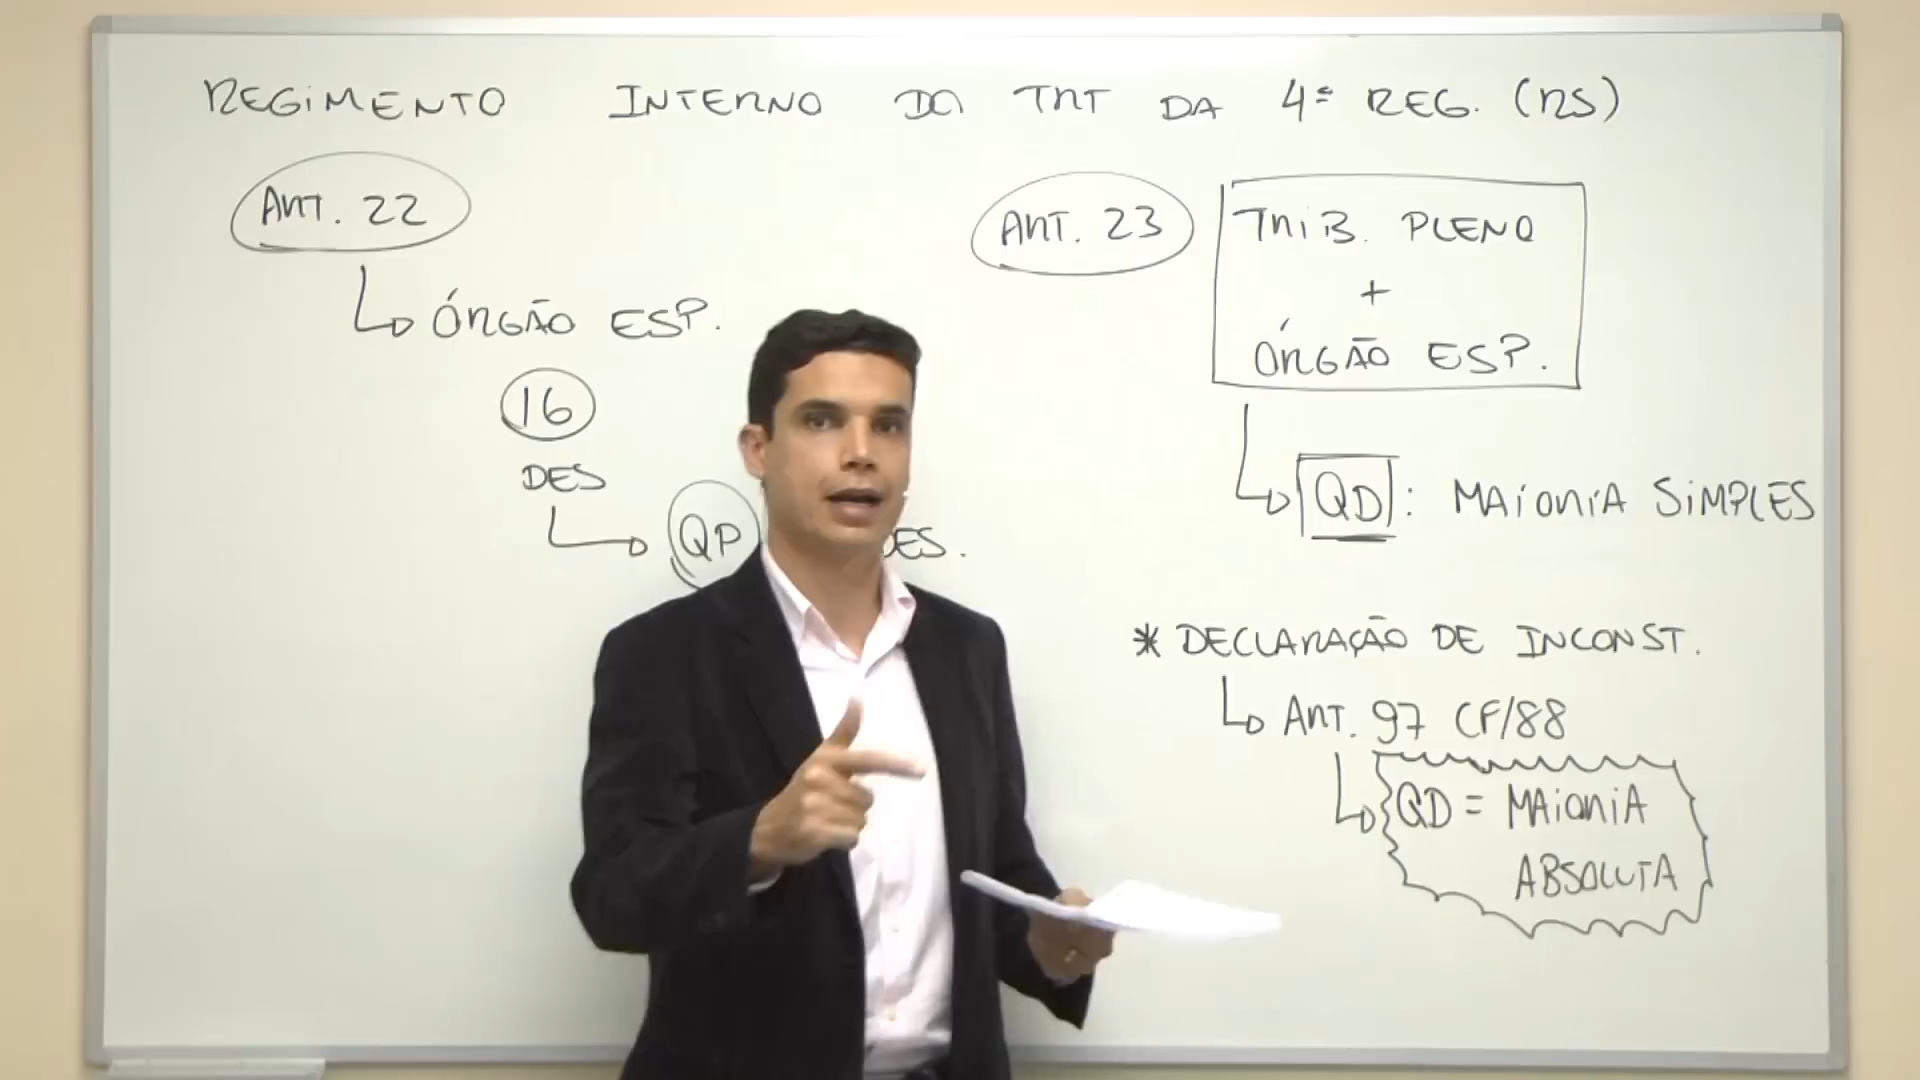 REGIMENTO INTERNO DO TRT DA 4ª REG. (RS)
ART. 22
ÓRGÃO ESP.
16
DES
QP
DES.
ART. 23
TRIB. PLENO
+
ÓRGÃO ESP.
QD : MAIORIA SIMPLES
* DECLARAÇÃO DE INCONST.
ART. 97 CF/88
QD = MAIORIA
ABSOLUTA